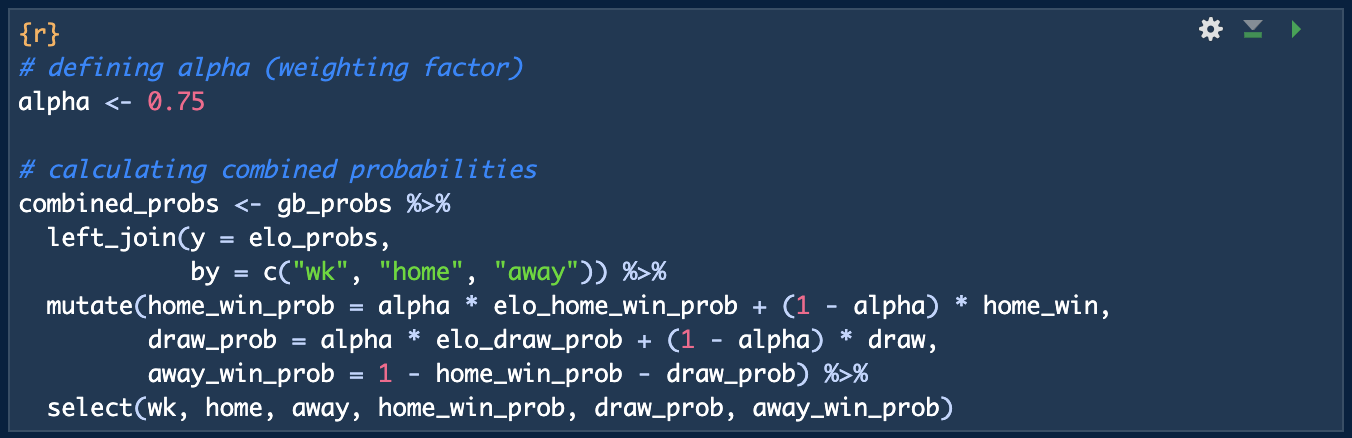 {r}
# defining alpha (weighting factor)
alpha <- 0.75

# calculating combined probabilities
combined_probs <- gb_probs %>%
  left_join(y = elo_probs,
            by = c("wk", "home", "away")) %>%
  mutate(home_win_prob = alpha * elo_home_win_prob + (1 - alpha) * home_win,
         draw_prob = alpha * elo_draw_prob + (1 - alpha) * draw,
         away_win_prob = 1 - home_win_prob - draw_prob) %>%
  select(wk, home, away, home_win_prob, draw_prob, away_win_prob)